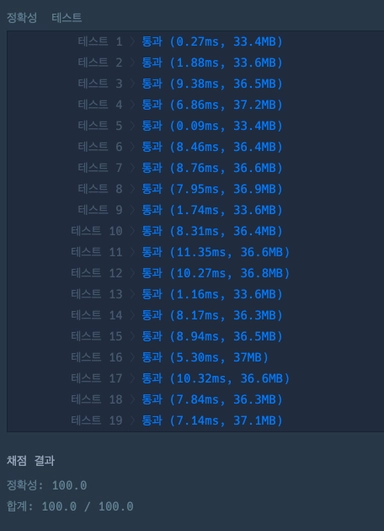 정확성 테스트
테스트 1 > 통과 (0.27ms, 33.4MB)
테스트 2 > 통과 (1.88ms, 33.6MB)
테스트 3 > 통과 (9.38ms, 36.5MB)
테스트 4 > 통과 (6.86ms, 37.2MB)
테스트 5 > 통과 (0.09ms, 33.4MB)
테스트 6 > 통과 (8.46ms, 36.4MB)
테스트 7 > 통과 (8.76ms, 36.6MB)
테스트 8 > 통과 (7.95ms, 36.9MB)
테스트 9 > 통과 (1.74ms, 33.6MB)
테스트 10 > 통과 (8.31ms, 36.4MB)
테스트 11 > 통과 (11.35ms, 36.6MB)
테스트 12 > 통과 (10.27ms, 36.8MB)
테스트 13 > 통과 (1.16ms, 33.6MB)
테스트 14 > 통과 (8.17ms, 36.3MB)
테스트 15 > 통과 (8.94ms, 36.5MB)
테스트 16 > 통과 (5.30ms, 37MB)
테스트 17 > 통과 (10.32ms, 36.6MB)
테스트 18 > 통과 (7.84ms, 36.3MB)
테스트 19 > 통과 (7.14ms, 37.1MB)
채점 결과
정확성: 100.0
합계: 100.0 / 100.0